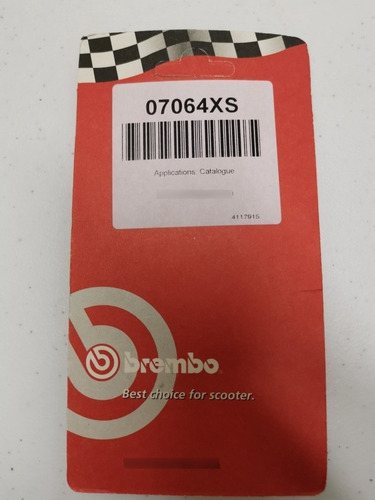 07064XS
Applications: Catalogue
4117915
brembo
Best choice for scooter.